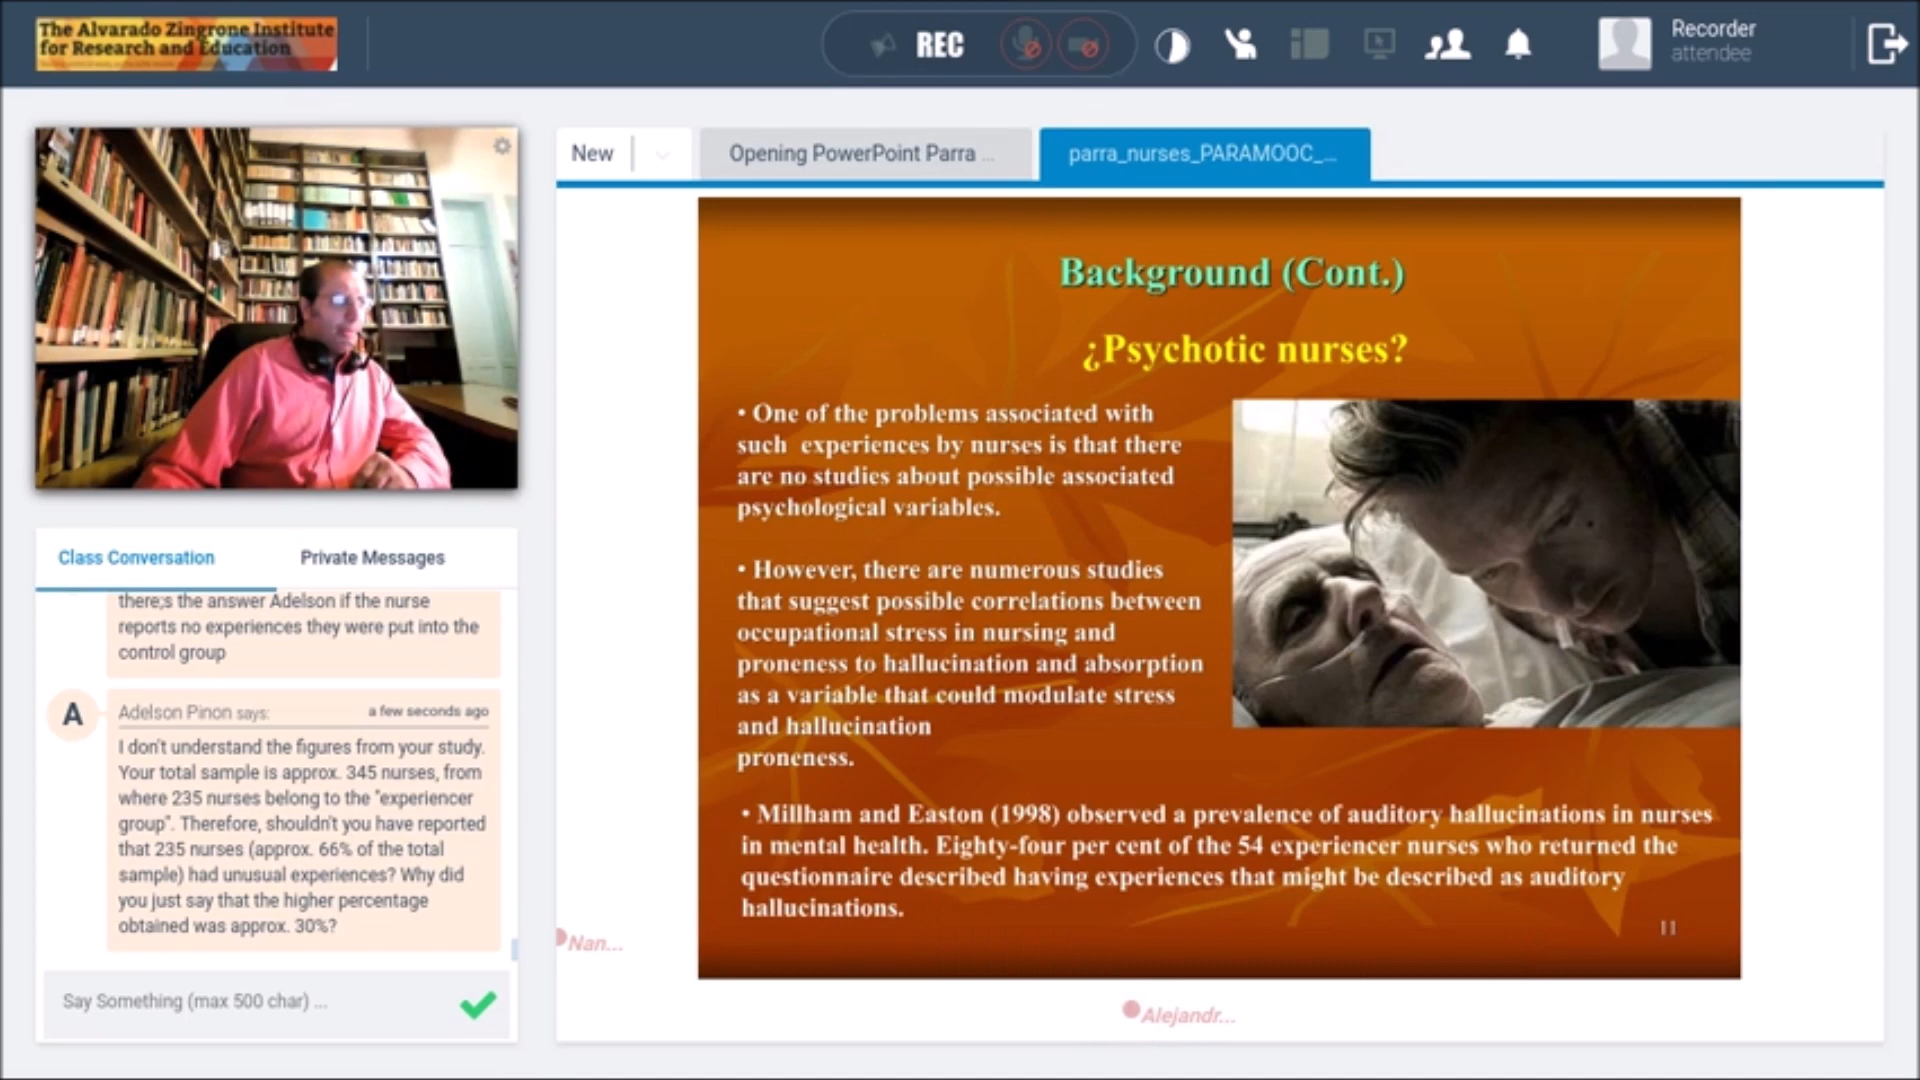 The Alvarado Zingrone Institute
for Research and Education
REC
Recorder
attendee
New
Opening PowerPoint Parra ...
parra_nurses_PARAMOOC_...
Class Conversation
Private Messages
there;s the answer Adelson if the nurse
reports no experiences they were put into the
control group
A
Adelson Pinon says:
a few seconds ago
I don't understand the figures from your study.
Your total sample is approx. 345 nurses, from
where 235 nurses belong to the "experiencer
group". Therefore, shouldn't you have reported
that 235 nurses (approx. 66% of the total
sample) had unusual experiences? Why did
you just say that the higher percentage
obtained was approx. 30%?
Say Something (max 500 char) ...
Background (Cont.)
¿Psychotic nurses?
• One of the problems associated with
such experiences by nurses is that there
are no studies about possible associated
psychological variables.
• However, there are numerous studies
that suggest possible correlations between
occupational stress in nursing and
proneness to hallucination and absorption
as a variable that could modulate stress
and hallucination
proneness.
• Millham and Easton (1998) observed a prevalence of auditory hallucinations in nurses
in mental health. Eighty-four per cent of the 54 experiencer nurses who returned the
questionnaire described having experiences that might be described as auditory
hallucinations.
11
Nan...
Alejandr...